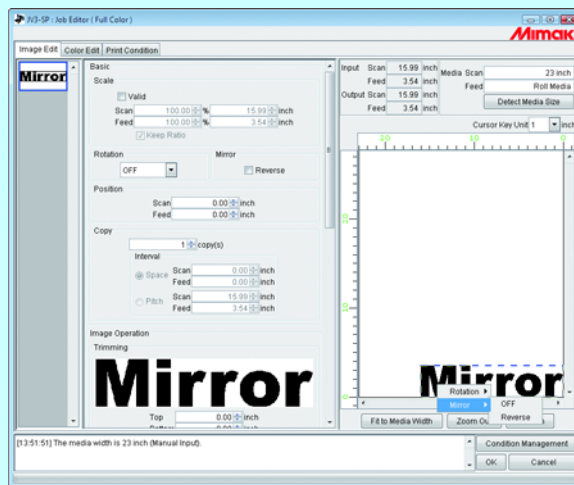 JV3-SP : Job Editor ( Full Color )
Mimaki
Image Edit Color Edit Print Condition
Mirror
Basic
Scale
Valid
Scan 100.00 % 15.99 inch
Feed 100.00 % 3.54 inch
Keep Ratio
Rotation Mirror
OFF Reverse
Position
Scan 0.00 inch
Feed 0.00 inch
Copy
1 copy(s)
Interval
Space Scan 0.00 inch
Feed 0.00 inch
Pitch Scan 15.99 inch
Feed 3.54 inch
Image Operation
Trimming
Mirror
Top 0.00 inch
Input Scan 15.99 inch Media Scan 23 inch
Feed 3.54 inch Feed Roll Media
Output Scan 15.99 inch
Feed 3.54 inch Detect Media Size
Cursor Key Unit 1 inch
20 10 0
20
10
0
Mirror
Rotation
Mirror OFF
Reverse
Fit to Media Width Zoom Ou
[13:51:51] The media width is 23 inch (Manual Input).
Condition Management
OK Cancel